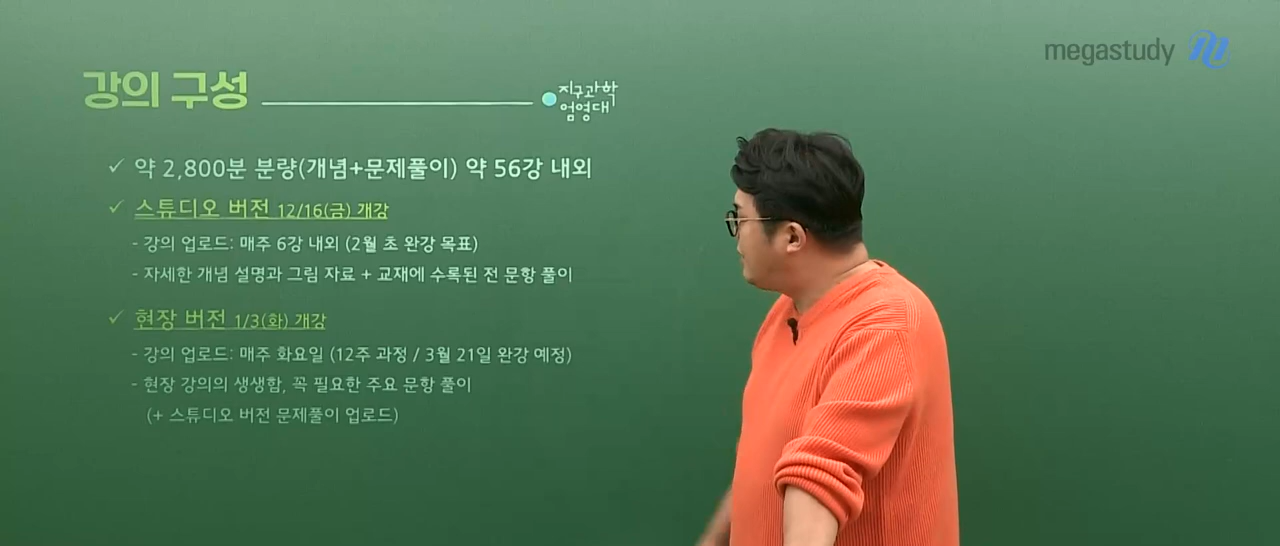 megastudy
강의 구성
지구과학
엄영대
✓ 약 2,800분 분량(개념+문제풀이) 약 56강 내외
✓ 스튜디오 버전 12/16(금) 개강
- 강의 업로드: 매주 6강 내외 (2월 초 완강 목표)
- 자세한 개념 설명과 그림 자료 + 교재에 수록된 전 문항 풀이
✓ 현장 버전 1/3(화) 개강
- 강의 업로드: 매주 화요일 (12주 과정 / 3월 21일 완강 예정)
- 현장 강의의 생생함, 꼭 필요한 주요 문항 풀이
(+ 스튜디오 버전 문제풀이 업로드)